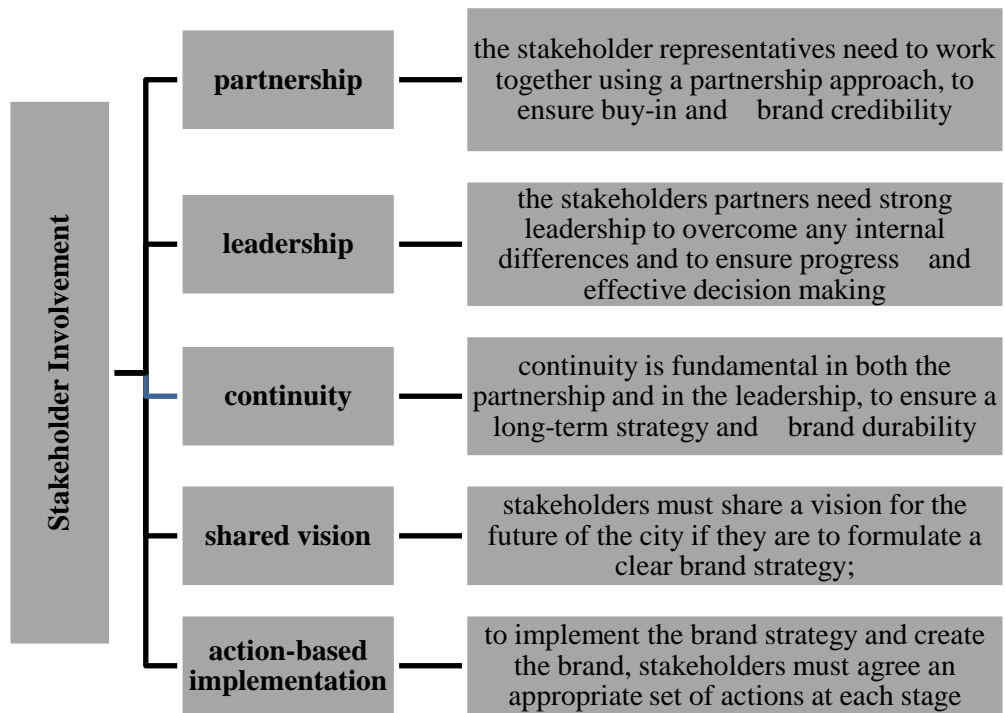 Stakeholder Involvement
partnership
the stakeholder representatives need to work
together using a partnership approach, to
ensure buy-in and brand credibility
leadership
the stakeholders partners need strong
leadership to overcome any internal
differences and to ensure progress and
effective decision making
continuity
continuity is fundamental in both the
partnership and in the leadership, to ensure a
long-term strategy and brand durability
shared vision
stakeholders must share a vision for the
future of the city if they are to formulate a
clear brand strategy;
action-based
implementation
to implement the brand strategy and create
the brand, stakeholders must agree an
appropriate set of actions at each stage